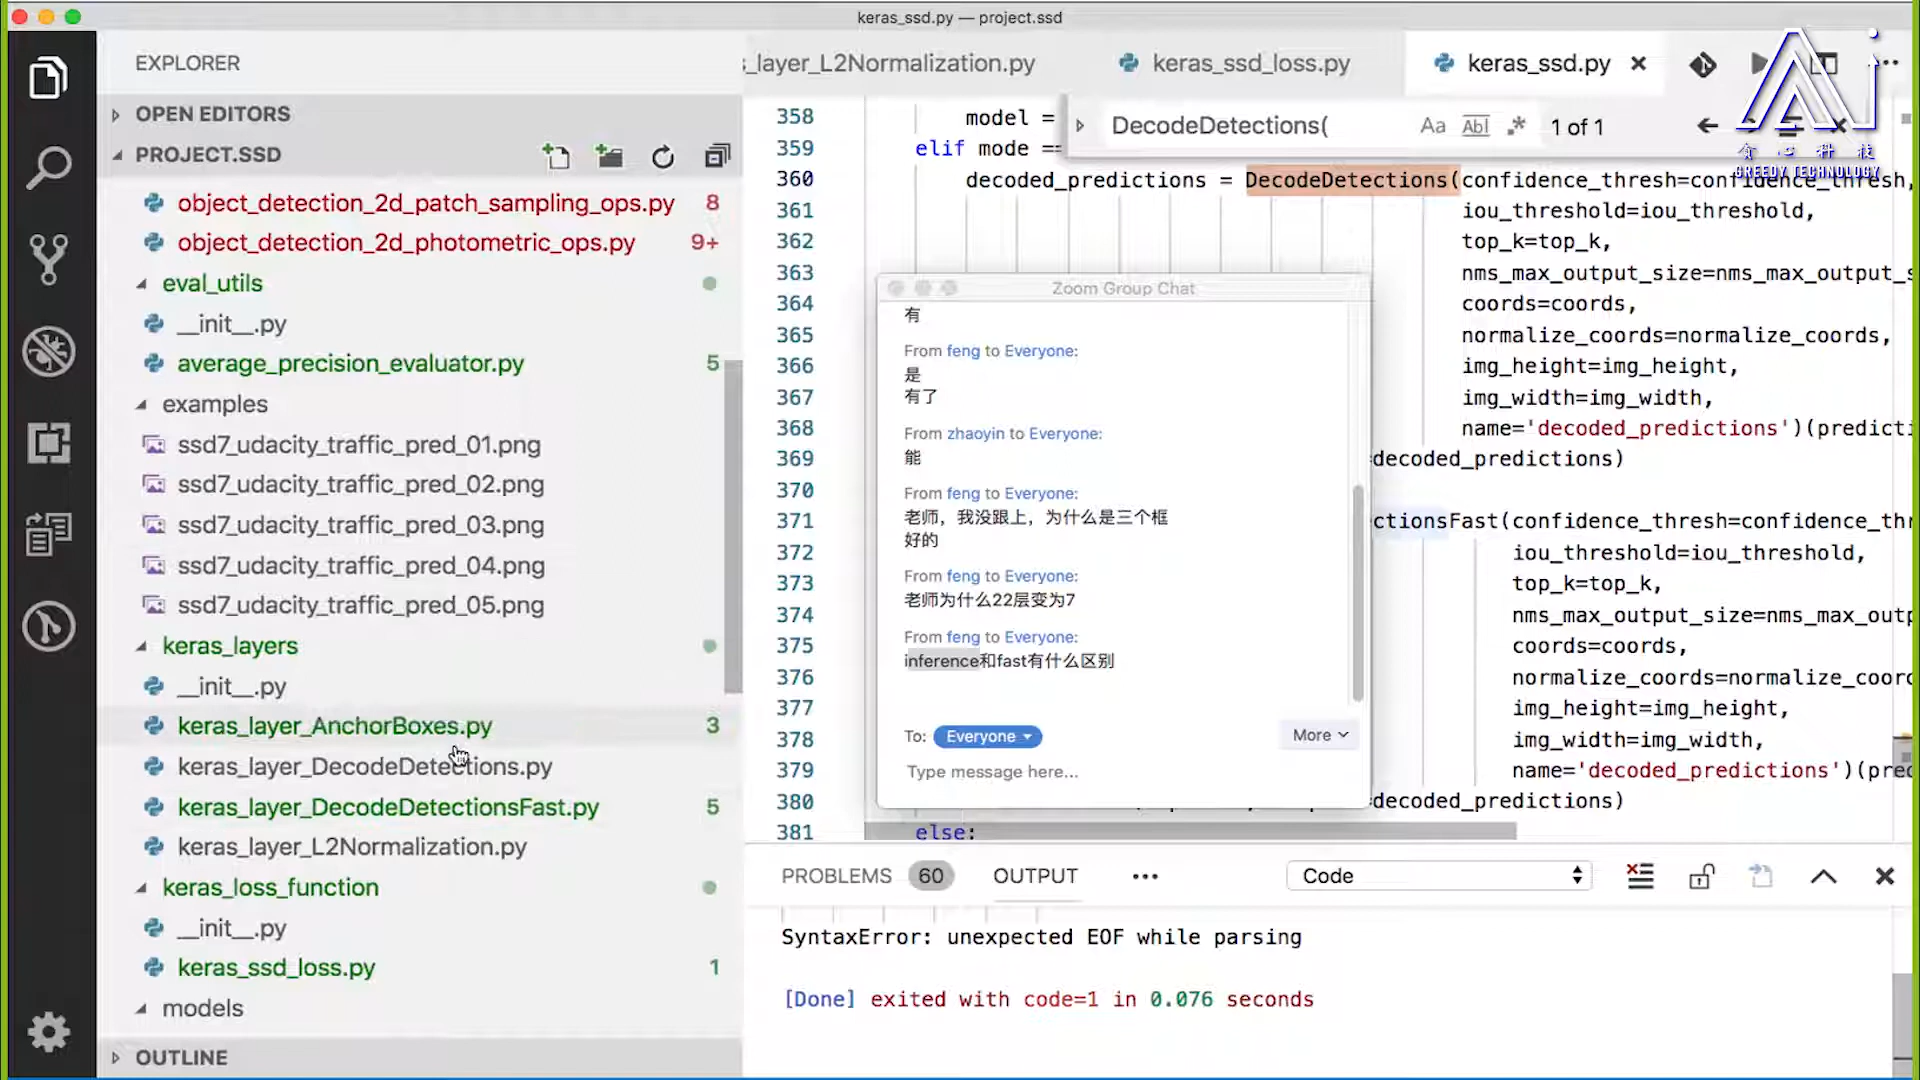 keras_ssd.py — project.ssd
EXPLORER
OPEN EDITORS
PROJECT.SSD
object_detection_2d_patch_sampling_ops.py 8
object_detection_2d_photometric_ops.py 9+
eval_utils
__init__.py
average_precision_evaluator.py 5
examples
ssd7_udacity_traffic_pred_01.png
ssd7_udacity_traffic_pred_02.png
ssd7_udacity_traffic_pred_03.png
ssd7_udacity_traffic_pred_04.png
ssd7_udacity_traffic_pred_05.png
keras_layers
__init__.py
keras_layer_AnchorBoxes.py 3
keras_layer_DecodeDetections.py
keras_layer_DecodeDetectionsFast.py 5
keras_layer_L2Normalization.py
keras_loss_function
__init__.py
keras_ssd_loss.py 1
models
OUTLINE
_layer_L2Normalization.py keras_ssd_loss.py keras_ssd.py
DecodeDetections( Aa Abl .* 1 of 1
Ai
贪心科技
GREEDY TECHNOLOGY
358 model =
359 elif mode ==
360 decoded_predictions = DecodeDetections(confidence_thresh=confidence_thresh,
361 iou_threshold=iou_threshold,
362 top_k=top_k,
363 nms_max_output_size=nms_max_output_s
364 coords=coords,
365 normalize_coords=normalize_coords,
366 img_height=img_height,
367 img_width=img_width,
368 name='decoded_predictions')(predicti
369 =decoded_predictions)
370
371 ctionsFast(confidence_thresh=confidence_thr
372 iou_threshold=iou_threshold,
373 top_k=top_k,
374 nms_max_output_size=nms_max_outp
375 coords=coords,
376 normalize_coords=normalize_coord
377 img_height=img_height,
378 img_width=img_width,
379 name='decoded_predictions')(pred
380 =decoded_predictions)
381 else:
Zoom Group Chat
有
From feng to Everyone:
是
有了
From zhaoyin to Everyone:
能
From feng to Everyone:
老师，我没跟上，为什么是三个框
好的
From feng to Everyone:
老师为什么22层变为7
From feng to Everyone:
inference和fast有什么区别
To: Everyone More
Type message here...
PROBLEMS 60 OUTPUT ••• Code
SyntaxError: unexpected EOF while parsing
[Done] exited with code=1 in 0.076 seconds